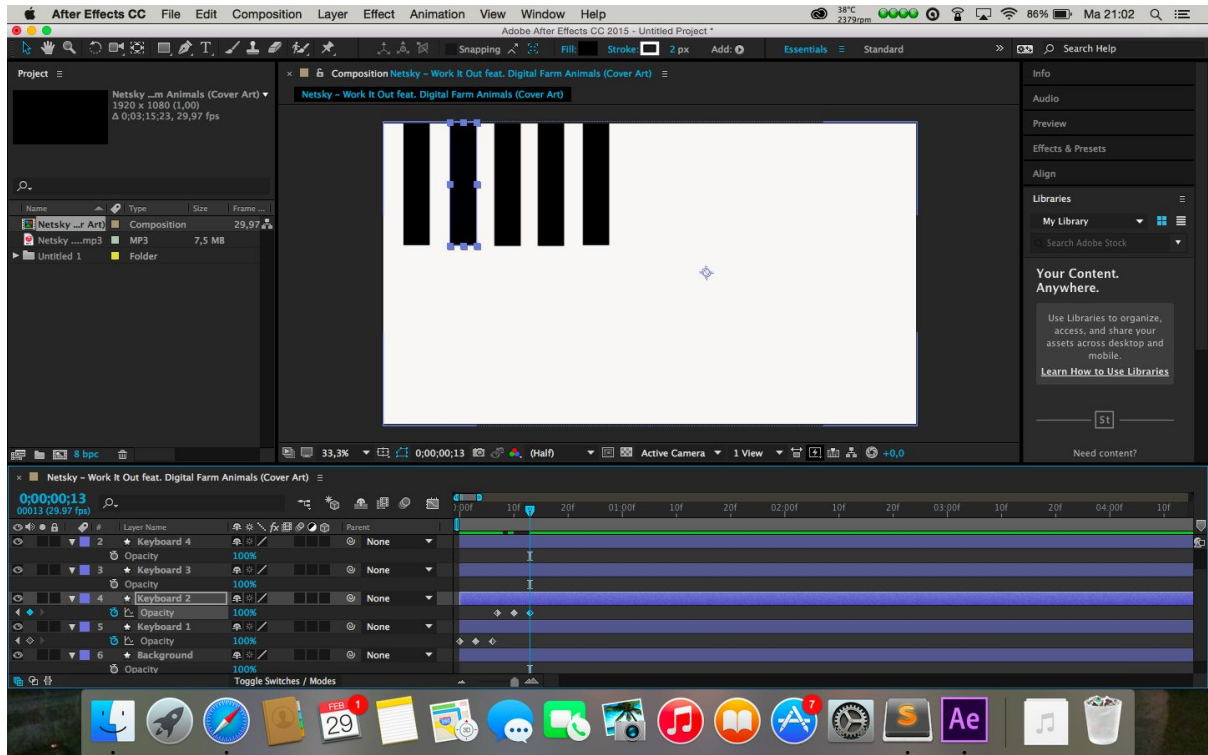 After Effects CC File Edit Composition Layer Effect Animation View Window Help 38°C 2379rpm 86% Ma 21:02
Adobe After Effects CC 2015 - Untitled Project *
Snapping Fill: Stroke: 2 px Add: Essentials Standard Search Help
Project
Netsky ...m Animals (Cover Art)
1920 x 1080 (1,00)
Δ 0;03;15;23, 29,97 fps
Name Type Size Frame ...
Netsky ...r Art) Composition 29,97
Netsky ....mp3 MP3 7,5 MB
Untitled 1 Folder
8 bpc
Composition Netsky – Work It Out feat. Digital Farm Animals (Cover Art)
Netsky – Work It Out feat. Digital Farm Animals (Cover Art)
33,3% 0;00;00;13 (Half) Active Camera 1 View +0,0
Info
Audio
Preview
Effects & Presets
Align
Libraries
My Library
Search Adobe Stock
Your Content.
Anywhere.
Use Libraries to organize,
access, and share your
assets across desktop and
mobile.
Learn How to Use Libraries
St
Need content?
Netsky – Work It Out feat. Digital Farm Animals (Cover Art)
0;00;00;13
00013 (29.97 fps)
10f 20f 01:00f 10f 20f 02:00f 10f 20f 03:00f 10f 20f 04:00f 10f
# Layer Name Parent
2 Keyboard 4 None
Opacity 100%
3 Keyboard 3 None
Opacity 100%
4 Keyboard 2 None
Opacity 100%
5 Keyboard 1 None
Opacity 100%
6 Background None
Opacity 100%
Toggle Switches / Modes
FEB 1
29
7
S
Ae